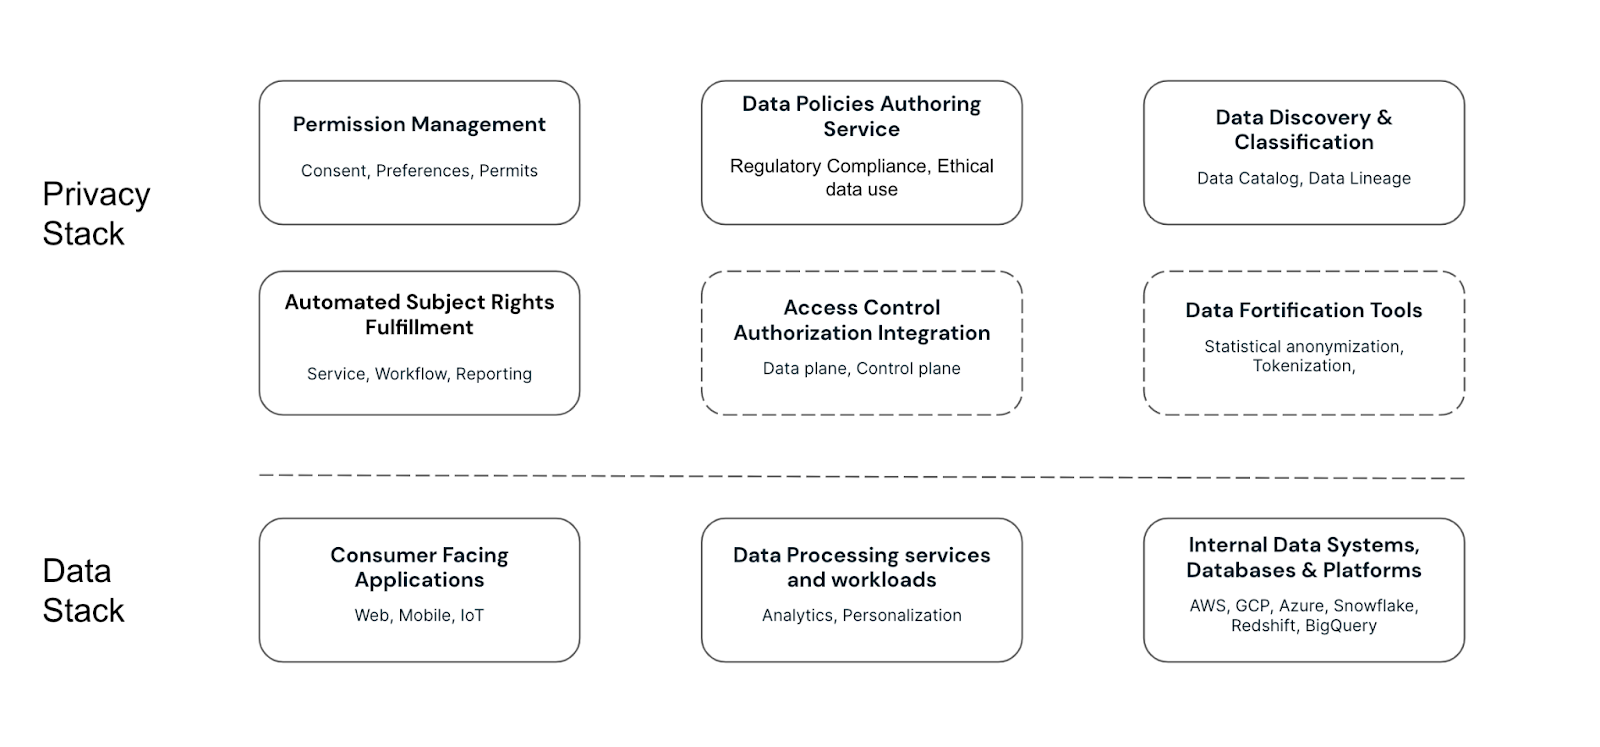 Privacy
Stack
Permission Management
Consent, Preferences, Permits
Data Policies Authoring
Service
Regulatory Compliance, Ethical
data use
Data Discovery &
Classification
Data Catalog, Data Lineage
Automated Subject Rights
Fulfillment
Service, Workflow, Reporting
Access Control
Authorization Integration
Data plane, Control plane
Data Fortification Tools
Statistical anonymization,
Tokenization,
Data
Stack
Consumer Facing
Applications
Web, Mobile, IoT
Data Processing services
and workloads
Analytics, Personalization
Internal Data Systems,
Databases & Platforms
AWS, GCP, Azure, Snowflake,
Redshift, BigQuery